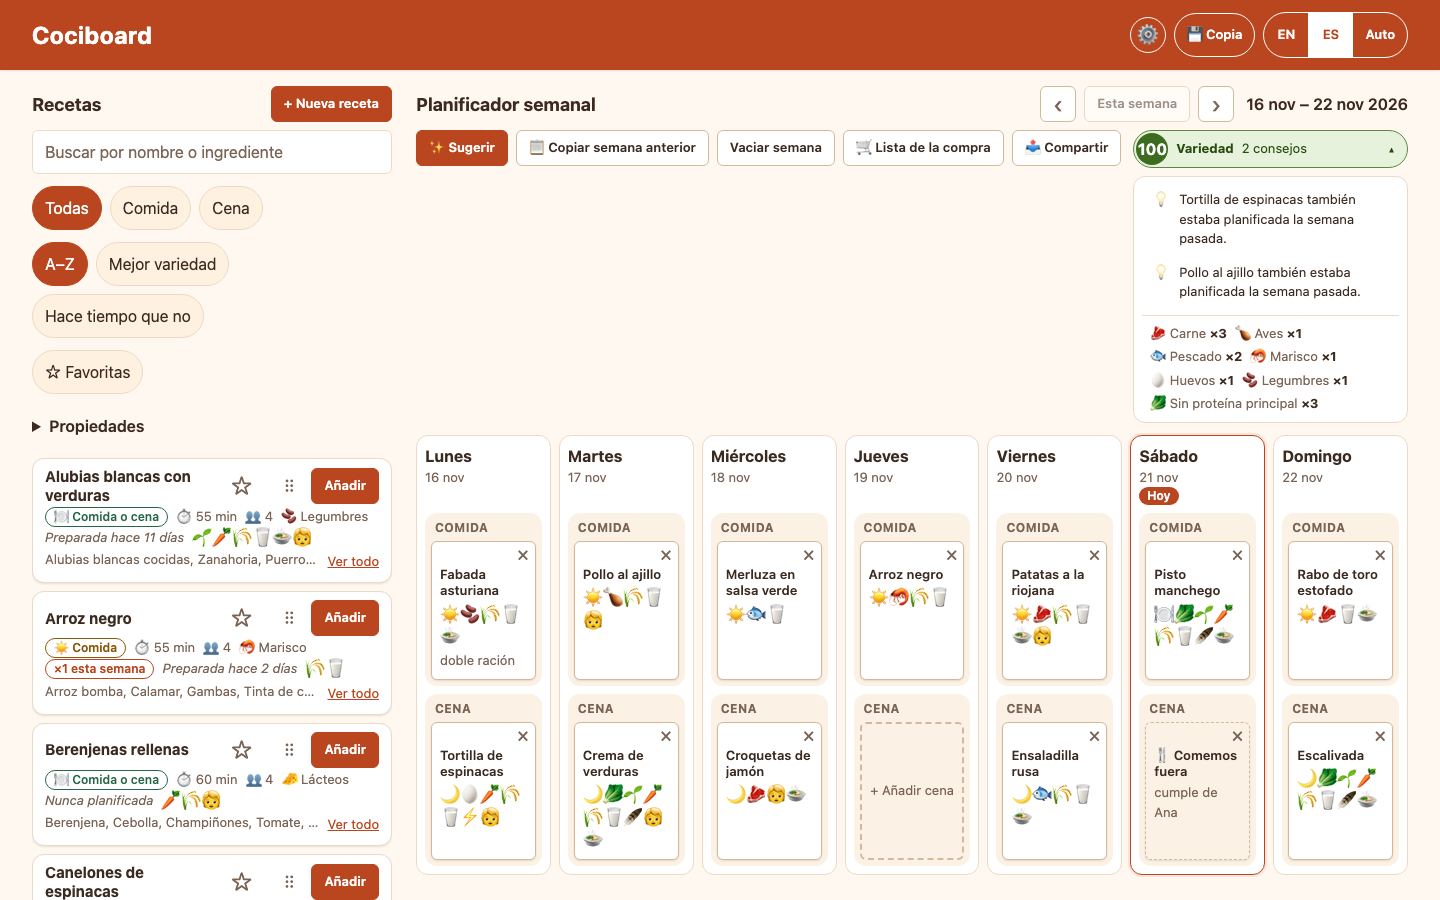 Cociboard
Copia
EN
ES
Auto
Recetas
+ Nueva receta
Buscar por nombre o ingrediente
Todas
Comida
Cena
A–Z
Mejor variedad
Hace tiempo que no
Favoritas
Propiedades
Alubias blancas con
verduras
Añadir
Comida o cena
55 min
4
Legumbres
Preparada hace 11 días
Alubias blancas cocidas, Zanahoria, Puerro...
Ver todo
Arroz negro
Añadir
Comida
55 min
4
Marisco
×1 esta semana
Preparada hace 2 días
Arroz bomba, Calamar, Gambas, Tinta de c...
Ver todo
Berenjenas rellenas
Añadir
Comida o cena
60 min
4
Lácteos
Nunca planificada
Berenjena, Cebolla, Champiñones, Tomate, ...
Ver todo
Canelones de
espinacas
Añadir
Planificador semanal
Esta semana
16 nov – 22 nov 2026
Sugerir
Copiar semana anterior
Vaciar semana
Lista de la compra
Compartir
100
Variedad
2 consejos
Tortilla de espinacas también
estaba planificada la semana
pasada.
Pollo al ajillo también estaba
planificada la semana pasada.
Carne ×3
Aves ×1
Pescado ×2
Marisco ×1
Huevos ×1
Legumbres ×1
Sin proteína principal ×3
Lunes
16 nov
COMIDA
Fabada
asturiana
doble ración
CENA
Tortilla de
espinacas
Martes
17 nov
COMIDA
Pollo al ajillo
CENA
Crema de
verduras
Miércoles
18 nov
COMIDA
Merluza en
salsa verde
CENA
Croquetas de
jamón
Jueves
19 nov
COMIDA
Arroz negro
CENA
+ Añadir cena
Viernes
20 nov
COMIDA
Patatas a la
riojana
CENA
Ensaladilla
rusa
Sábado
21 nov
Hoy
COMIDA
Pisto
manchego
CENA
Comemos
fuera
cumple de
Ana
Domingo
22 nov
COMIDA
Rabo de toro
estofado
CENA
Escalivada